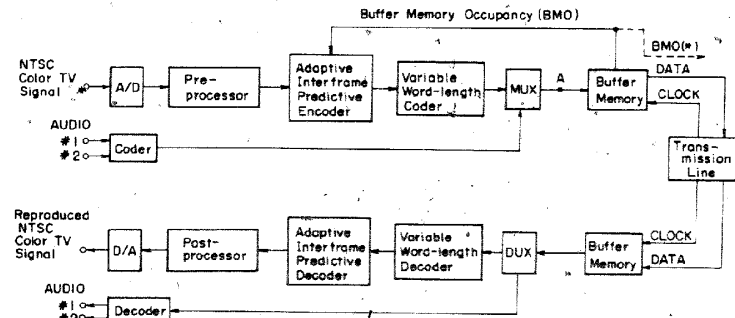 Buffer Memory Occupancy (BMO)
BMO(*)
NTSC
Color TV
Signal
A/D
Pre-
processor
Adaptive
Interframe
Predictive
Encoder
Variable
Word-length
Coder
MUX
A
Buffer
Memory
DATA
CLOCK
AUDIO
#1
#2
Coder
Trans-
mission
Line
Reproduced
NTSC
Color TV
Signal
D/A
Post-
processor
Adaptive
Interframe
Predictive
Decoder
Variable
Word-length
Decoder
DUX
Buffer
Memory
CLOCK
DATA
AUDIO
#1
#2
Decoder